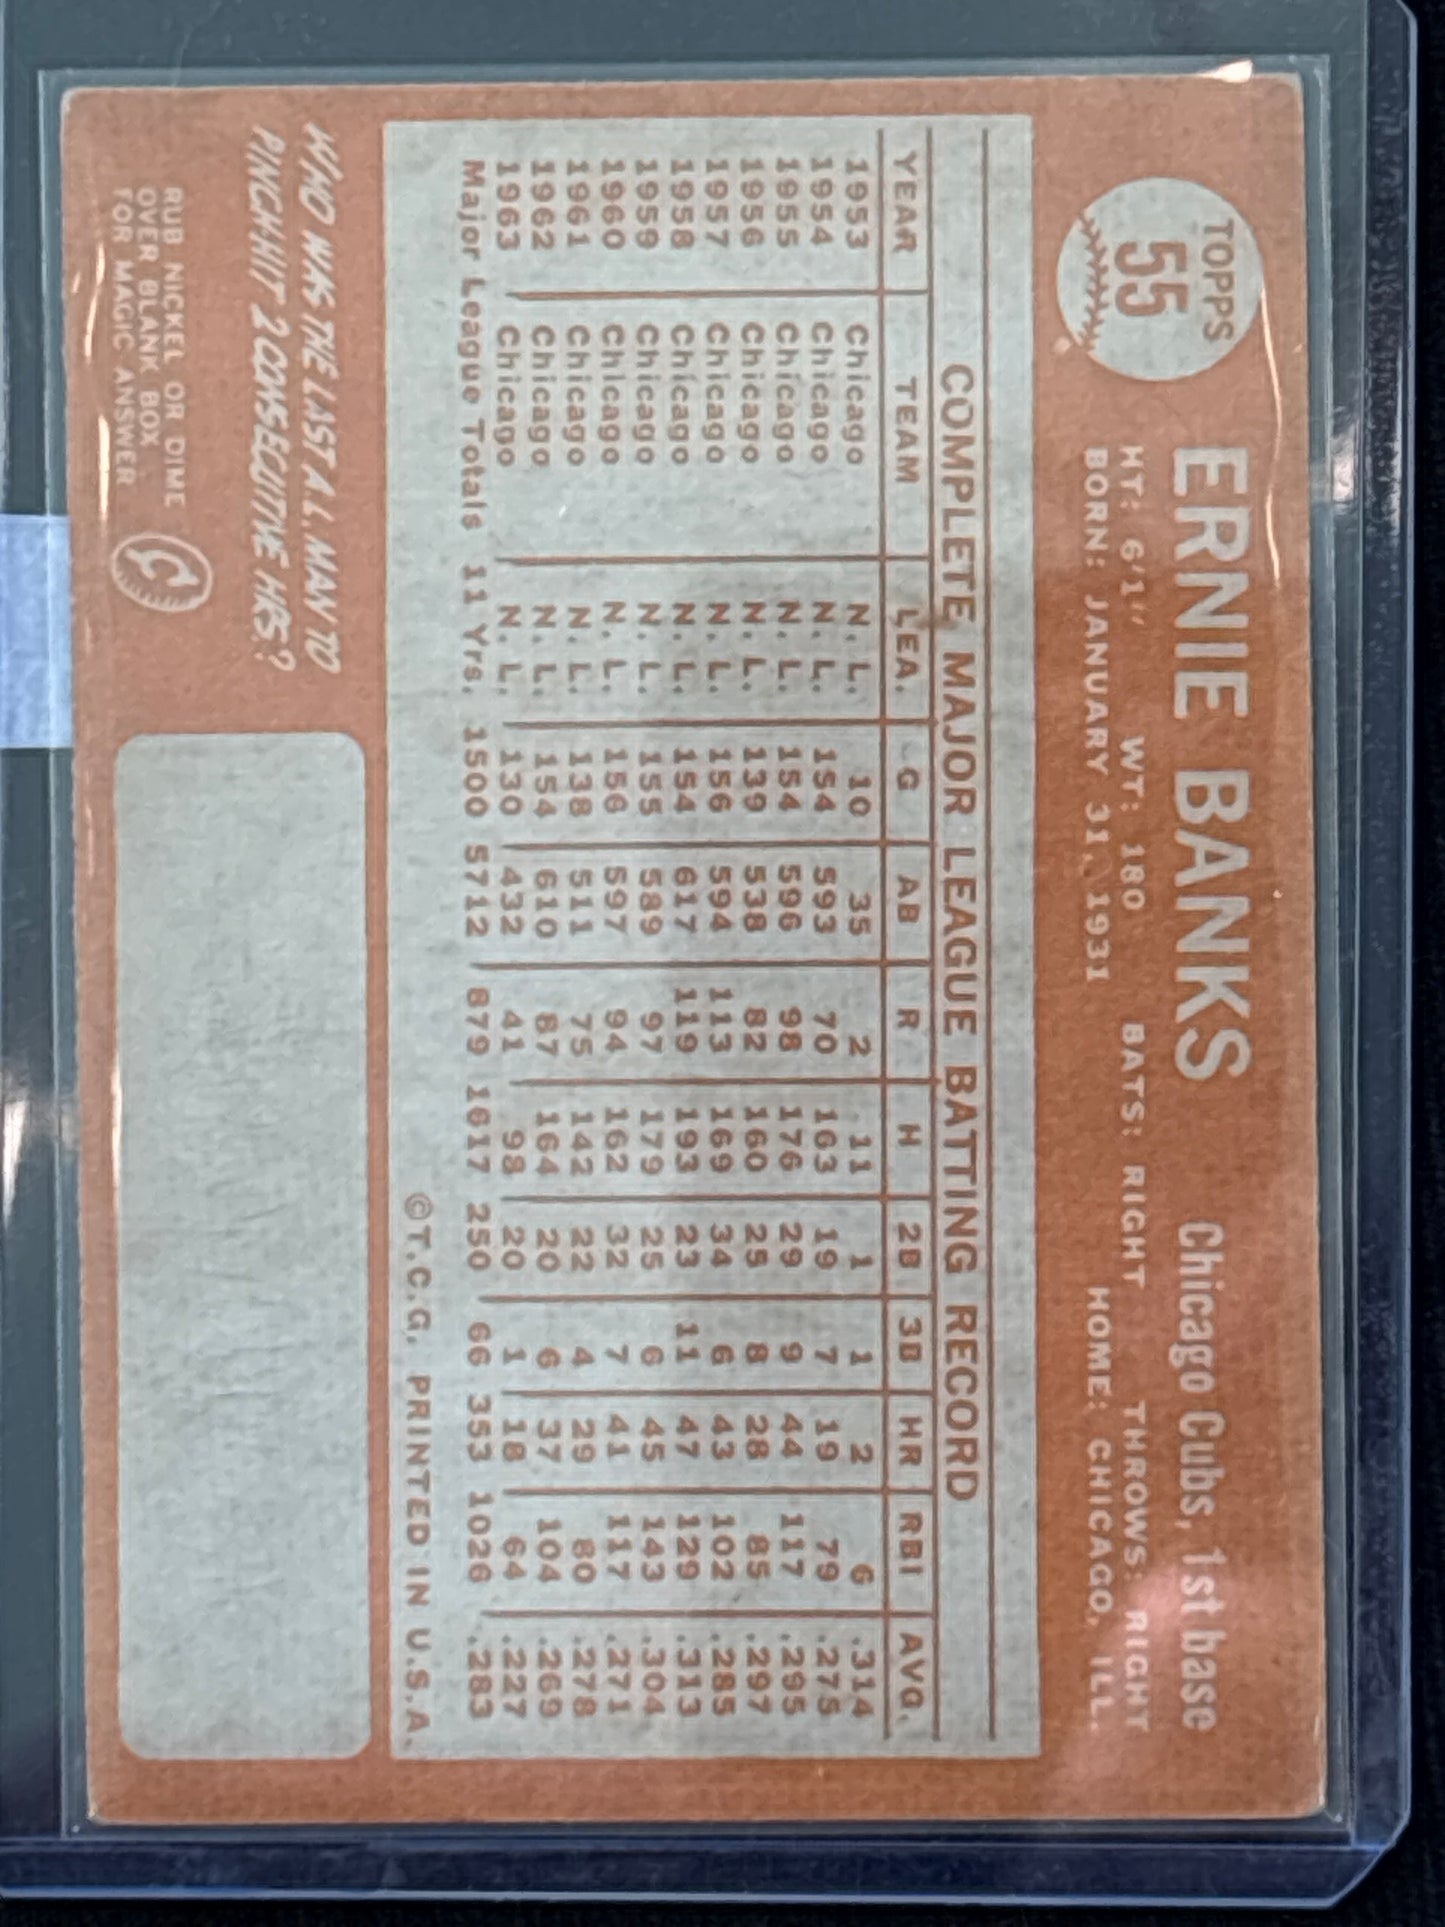 TOPPS
55
ERNIE BANKS Chicago Cubs, 1st base
HT: 6'1" WT: 180 BATS: RIGHT THROWS: RIGHT
BORN: JANUARY 31, 1931 HOME: CHICAGO, ILL.
COMPLETE MAJOR LEAGUE BATTING RECORD
YEAR TEAM LEA. G AB R H 2B 3B HR RBI AVG.
1953 Chicago N. L. 10 35 2 11 1 1 2 6 .314
1954 Chicago N. L. 154 593 70 163 19 7 19 79 .275
1955 Chicago N. L. 154 596 98 176 29 9 44 117 .295
1956 Chicago N. L. 139 538 82 160 25 8 28 85 .297
1957 Chicago N. L. 156 594 113 169 34 6 43 102 .285
1958 Chicago N. L. 154 617 119 193 23 11 47 129 .313
1959 Chicago N. L. 155 589 97 179 25 6 45 143 .304
1960 Chicago N. L. 156 597 94 162 32 7 41 117 .271
1961 Chicago N. L. 138 511 75 142 22 4 29 80 .278
1962 Chicago N. L. 154 610 87 164 20 6 37 104 .269
1963 Chicago N. L. 130 432 41 98 20 1 18 64 .227
Major League Totals 11 Yrs. 1500 5712 879 1617 250 66 353 1026 .283
©T.C.G. PRINTED IN U.S.A.
WHO WAS THE LAST A.L. MAN TO
PINCH-HIT 2 CONSECUTIVE HRS?
RUB NICKEL OR DIME
OVER BLANK BOX
FOR MAGIC ANSWER